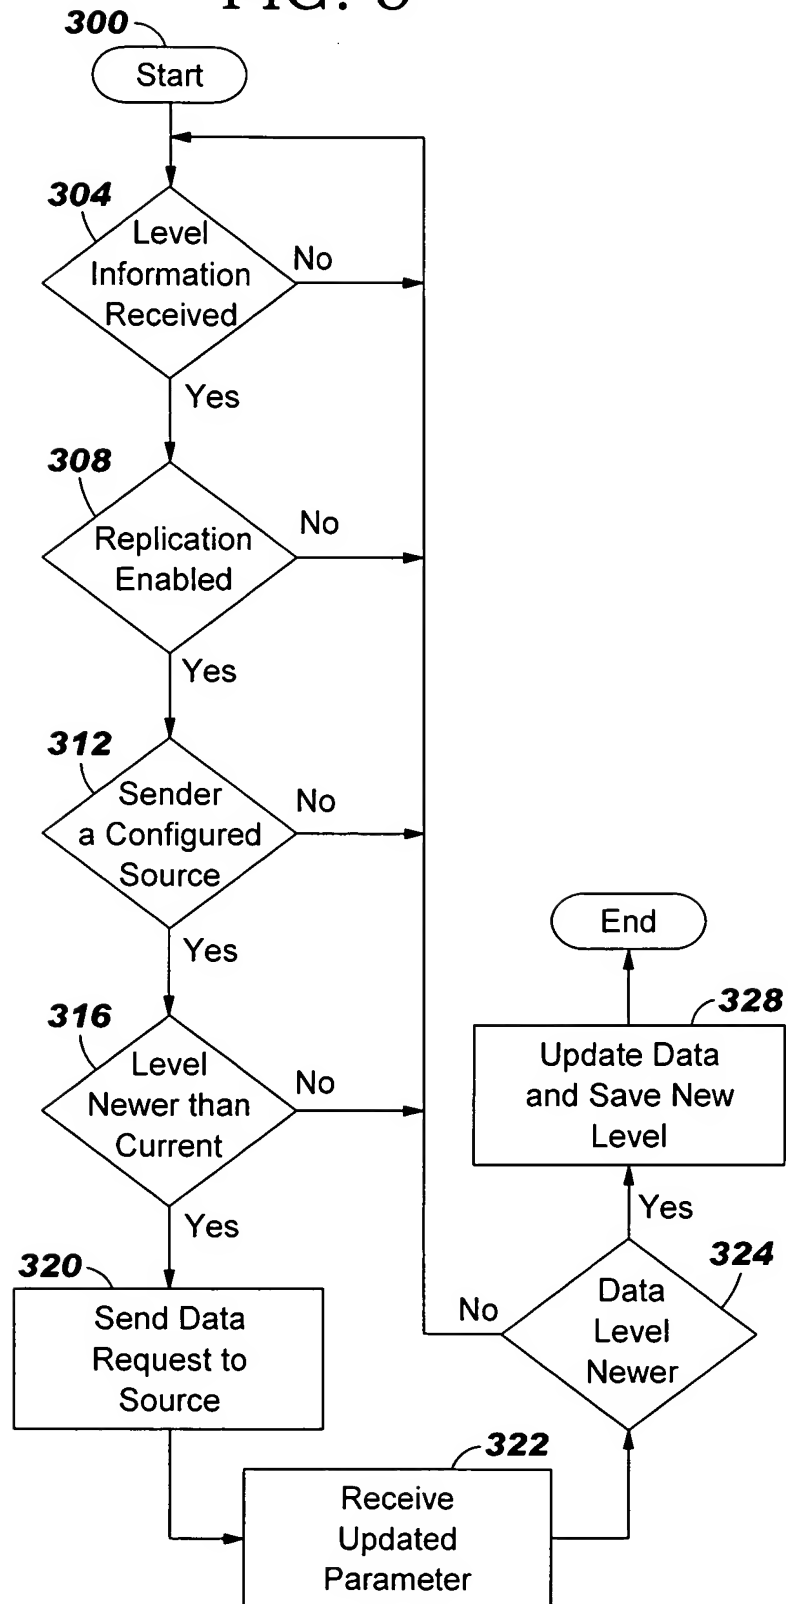 300
Start
304
Level
Information
Received
No
Yes
308
Replication
Enabled
No
Yes
312
Sender
a Configured
Source
No
Yes
316
Level
Newer than
Current
No
Yes
320
Send Data
Request to
Source
322
Receive
Updated
Parameter
324
Data
Level
Newer
No
Yes
328
Update Data
and Save New
Level
End